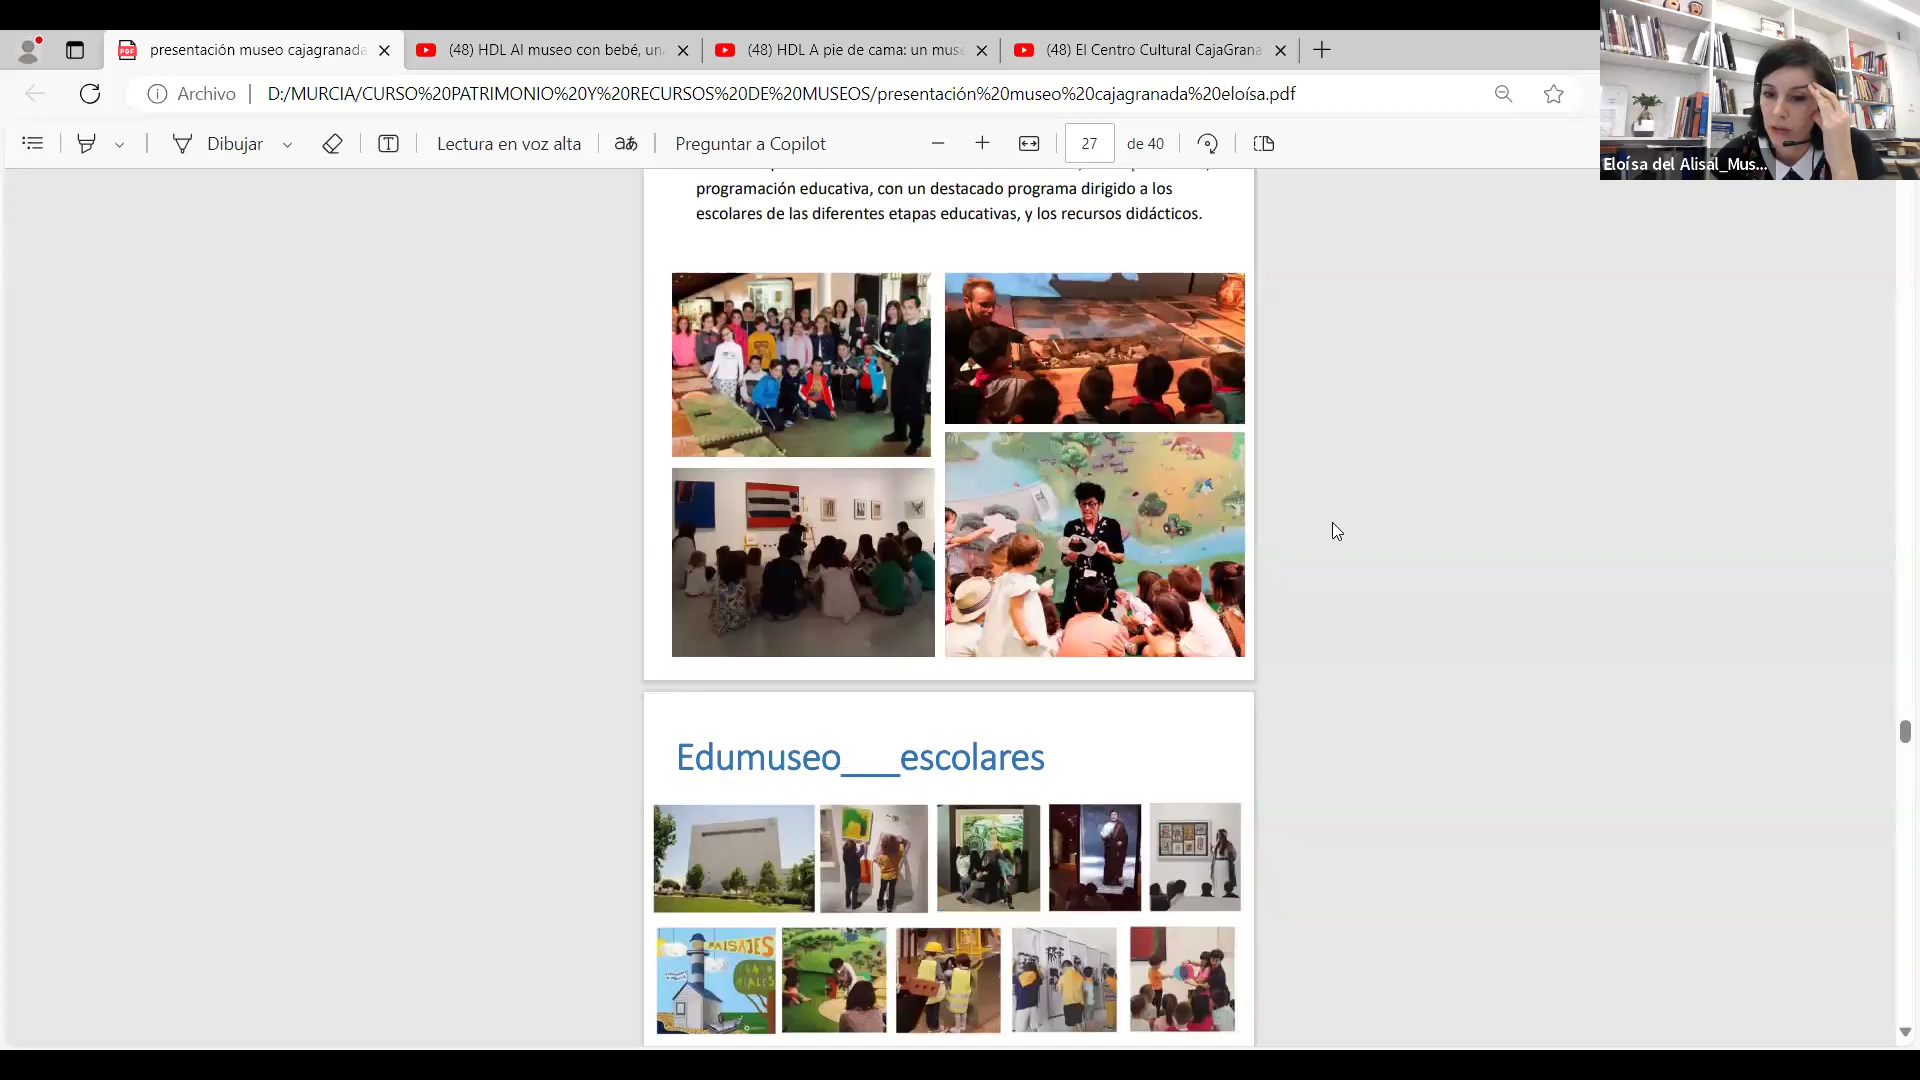 presentación museo cajagranada
(48) HDL Al museo con bebé, un
(48) HDL A pie de cama: un mus
(48) El Centro Cultural CajaGrana
Archivo
D:/MURCIA/CURSO%20PATRIMONIO%20Y%20RECURSOS%20DE%20MUSEOS/presentación%20museo%20cajagranada%20eloísa.pdf
Dibujar
Lectura en voz alta
aあ
Preguntar a Copilot
27
de 40
Eloísa del Alisal_Mus...
programación educativa, con un destacado programa dirigido a los
escolares de las diferentes etapas educativas, y los recursos didácticos.
Edumuseo___escolares
PAISAJES